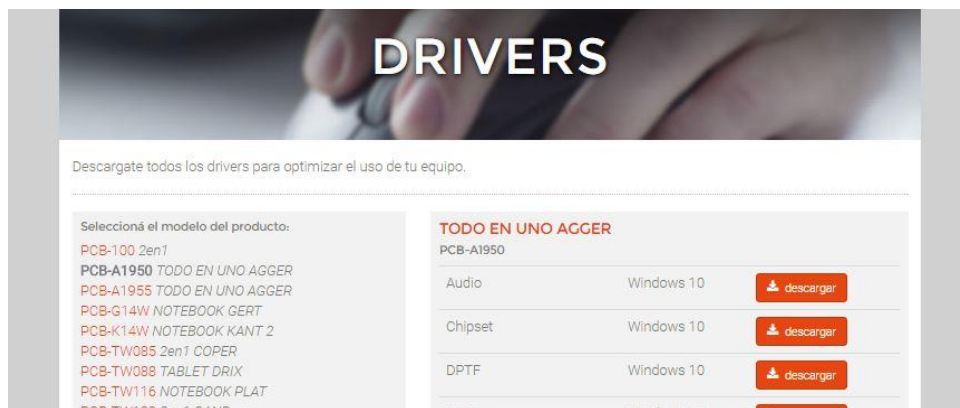 DRIVERS
Descargate todos los drivers para optimizar el uso de tu equipo.
Seleccioná el modelo del producto:
PCB-100 2en1
PCB-A1950 TODO EN UNO AGGER
PCB-A1955 TODO EN UNO AGGER
PCB-G14W NOTEBOOK GERT
PCB-K14W NOTEBOOK KANT 2
PCB-TW085 2en1 COPER
PCB-TW088 TABLET DRIX
PCB-TW116 NOTEBOOK PLAT
TODO EN UNO AGGER
PCB-A1950
Audio Windows 10 descargar
Chipset Windows 10 descargar
DPTF Windows 10 descargar